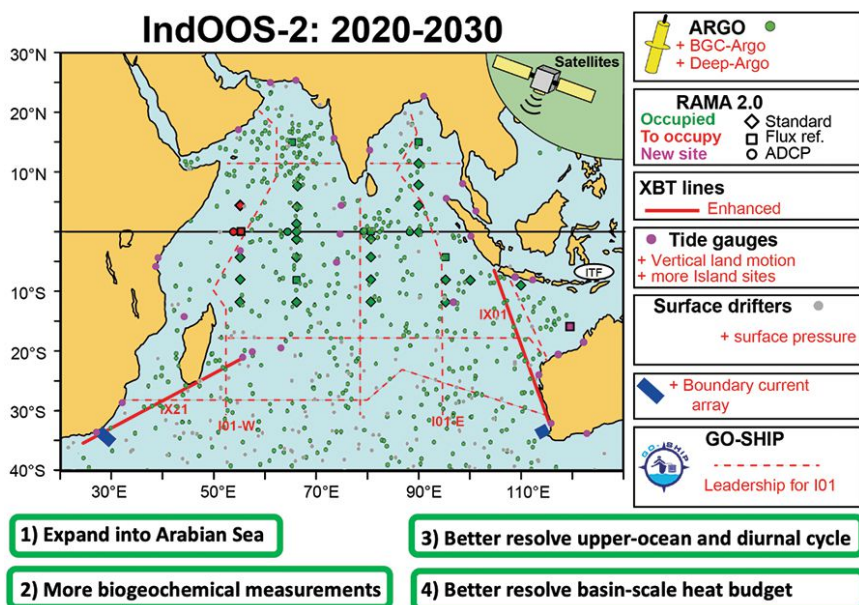 IndOOS-2: 2020-2030
30°N
20°N
10°N
0°
10°S
20°S
30°S
40°S
30°E
50°E
70°E
90°E
110°E
Satellites
ITF
IX01
IX21
I01-W
I01-E
ARGO
+ BGC-Argo
+ Deep-Argo
RAMA 2.0
Occupied
To occupy
New site
Standard
Flux ref.
ADCP
XBT lines
Enhanced
Tide gauges
+ Vertical land motion
+ more Island sites
Surface drifters
+ surface pressure
+ Boundary current
array
GO-SHIP
GO-SHIP
Leadership for I01
1) Expand into Arabian Sea
2) More biogeochemical measurements
3) Better resolve upper-ocean and diurnal cycle
4) Better resolve basin-scale heat budget